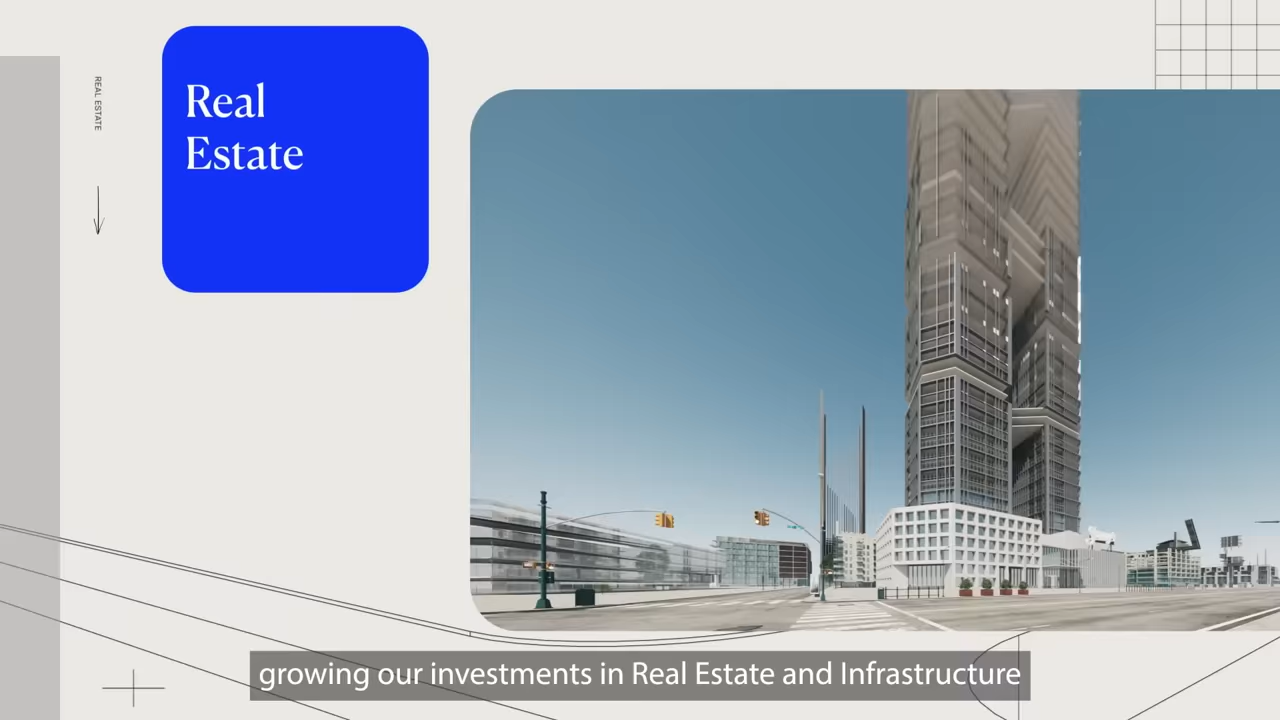 REAL ESTATE
Real
Estate
growing our investments in Real Estate and Infrastructure